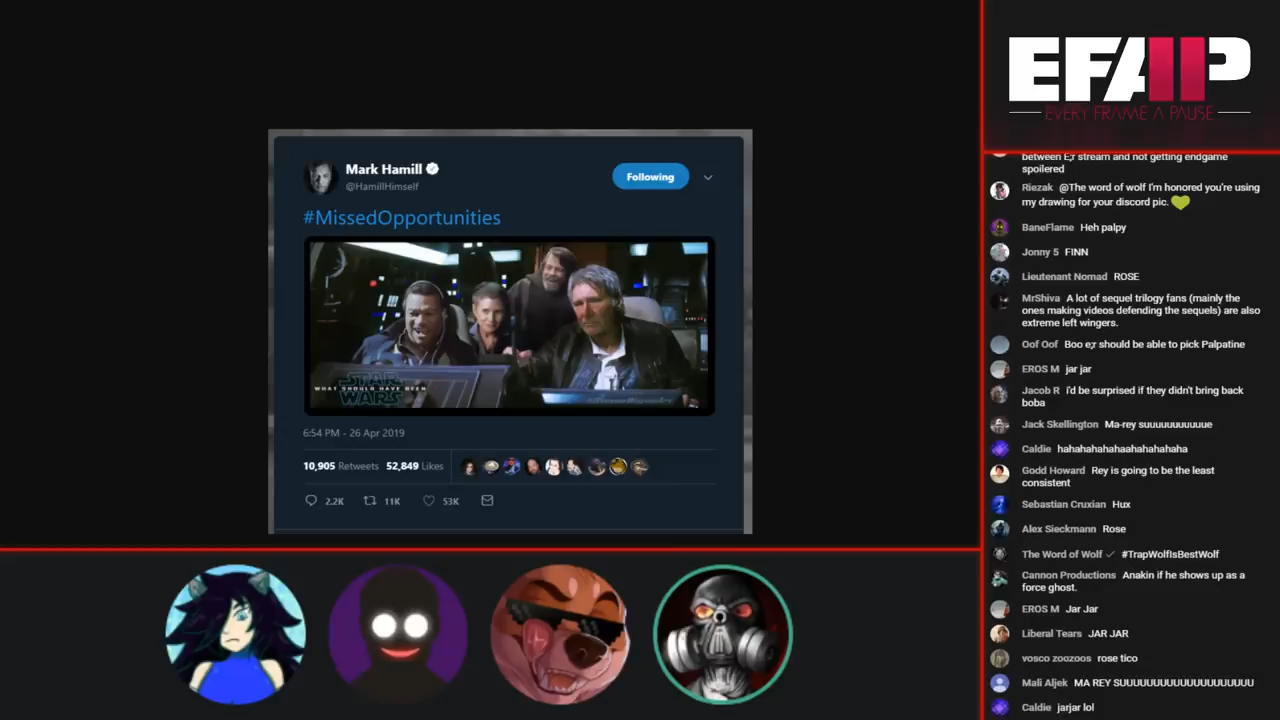 Mark Hamill
@HamillHimself
Following
#MissedOpportunities
STAR
WHAT SHOULD HAVE BEEN
WARS
6:54 PM - 26 Apr 2019
10,905 Retweets 52,849 Likes
2.2K 11K 53K
EFAP
EVERY FRAME A PAUSE
between E;r stream and not getting endgame
spoilered
Riezak @The word of wolf I'm honored you're using
my drawing for your discord pic.
BaneFlame Heh palpy
Jonny 5 FINN
Lieutenant Nomad ROSE
MrShiva A lot of sequel trilogy fans (mainly the
ones making videos defending the sequels) are also
extreme left wingers.
Oof Oof Boo e;r should be able to pick Palpatine
EROS M jar jar
Jacob R i'd be surprised if they didn't bring back
boba
Jack Skellington Ma-rey suuuuuuuuuue
Caldie hahahahahahaahahahahaha
Godd Howard Rey is going to be the least
consistent
Sebastian Cruxian Hux
Alex Sieckmann Rose
The Word of Wolf #TrapWolfIsBestWolf
Cannon Productions Anakin if he shows up as a
force ghost.
EROS M Jar Jar
Liberal Tears JAR JAR
vosco zoozoos rose tico
Mali Aljek MA REY SUUUUUUUUUUUUUUUUUUU
Caldie jarjar lol